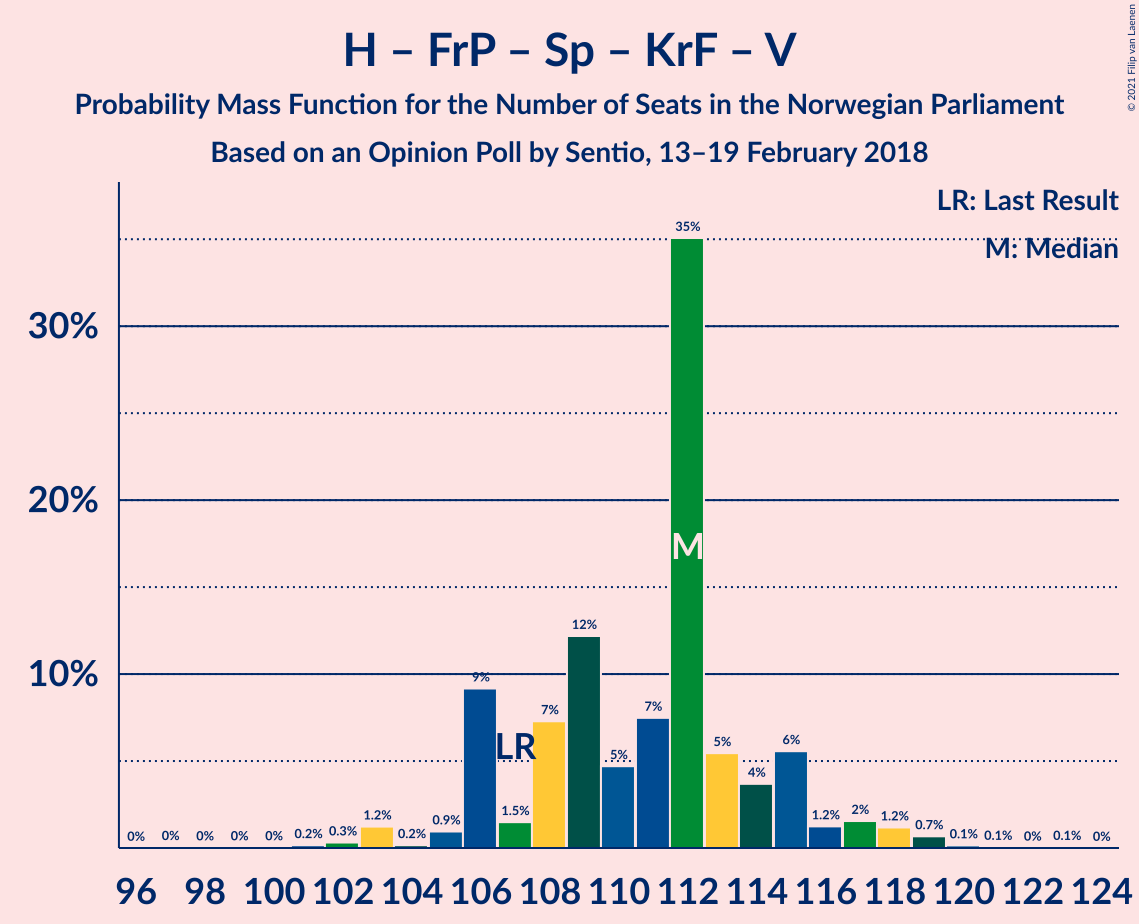 H – FrP – Sp – KrF – V
Probability Mass Function for the Number of Seats in the Norwegian Parliament
Based on an Opinion Poll by Sentio, 13–19 February 2018
© 2021 Filip van Laenen
LR: Last Result
M: Median
30%
20%
10%
0% 0% 0% 0% 0% 0.2% 0.3% 1.2% 0.2% 0.9% 9% 1.5% 7% 12% 5% 7% 35% 5% 4% 6% 1.2% 2% 1.2% 0.7% 0.1% 0.1% 0% 0.1% 0%
LR
M
96 98 100 102 104 106 108 110 112 114 116 118 120 122 124